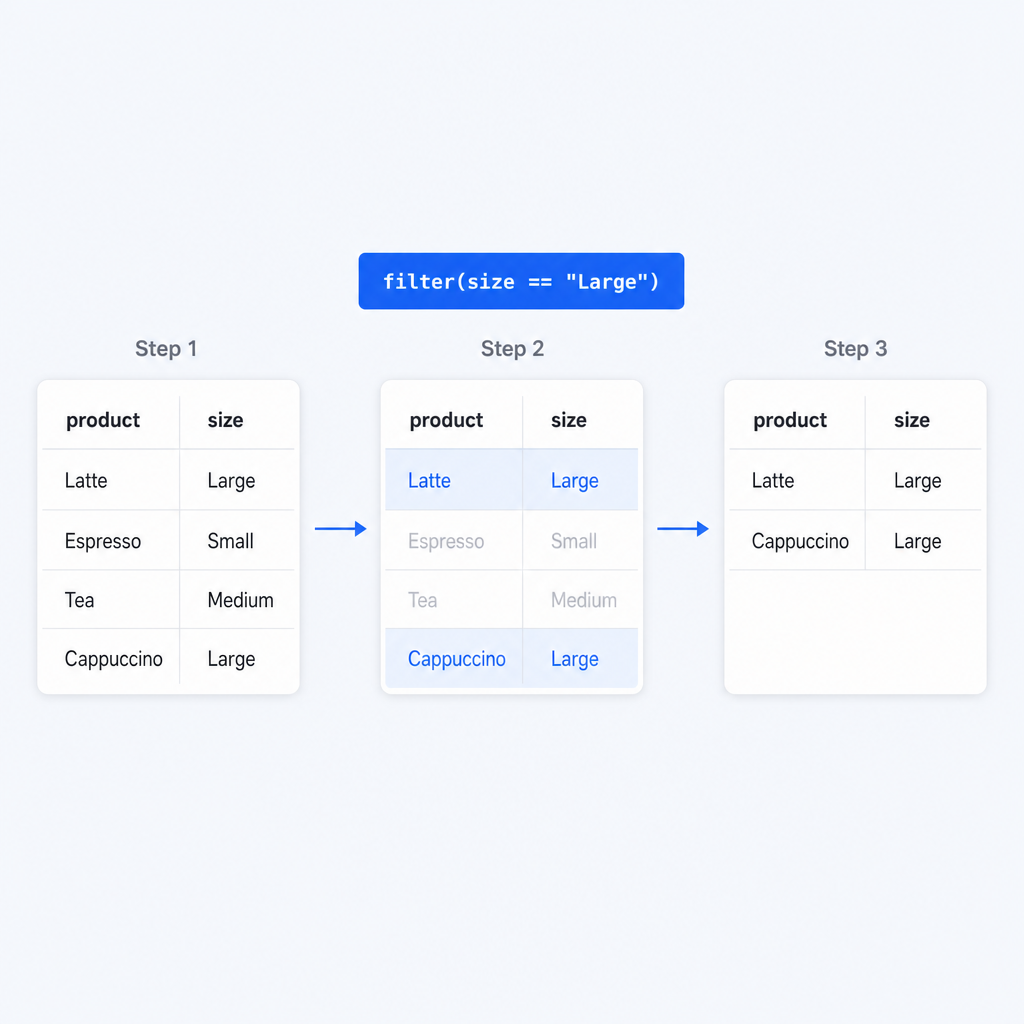 filter(size == "Large")
Step 1
product size
Latte Large
Espresso Small
Tea Medium
Cappuccino Large
Step 2
product size
Latte Large
Espresso Small
Tea Medium
Cappuccino Large
Step 3
product size
Latte Large
Cappuccino Large